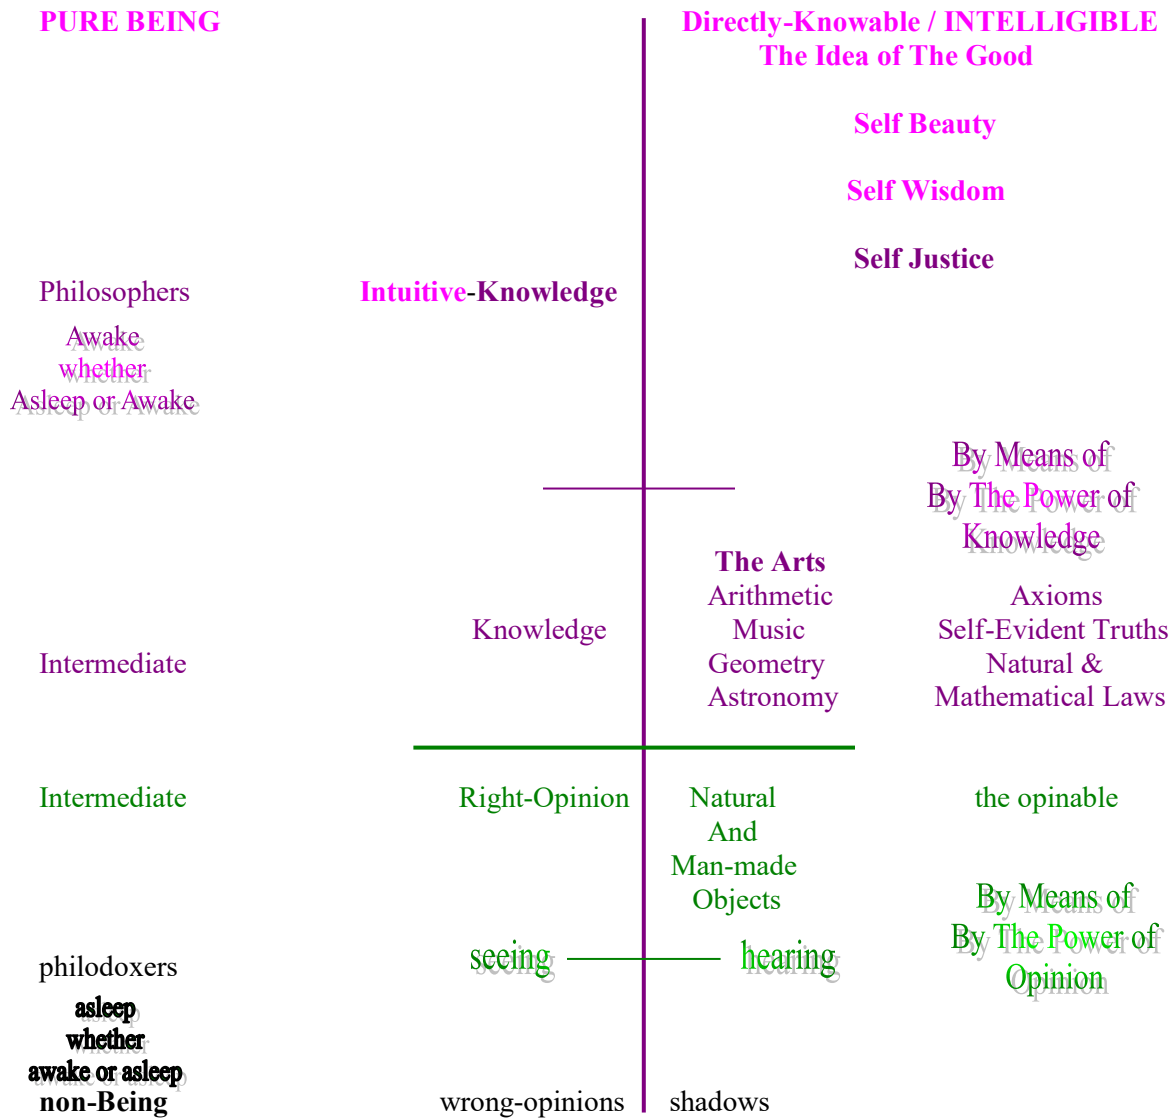 PURE BEING
Directly-Knowable / INTELLIGIBLE
The Idea of The Good
Self Beauty
Self Wisdom
Self Justice
Philosophers
Intuitive-Knowledge
Awake
whether
Asleep or Awake
By Means of
By The Power of
Knowledge
The Arts
Arithmetic
Axioms
Knowledge
Music
Self-Evident Truths
Intermediate
Geometry
Natural &
Astronomy
Mathematical Laws
Intermediate
Right-Opinion
Natural
the opinable
And
Man-made
Objects
By Means of
By The Power of
Opinion
seeing
hearing
philodoxers
asleep
whether
awake or asleep
non-Being
wrong-opinions
shadows